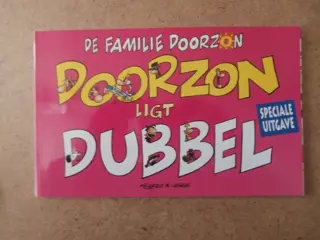 DE FAMILIE DOORZON
DOORZON
LIGT
DUBBEL
SPECIALE
UITGAVE